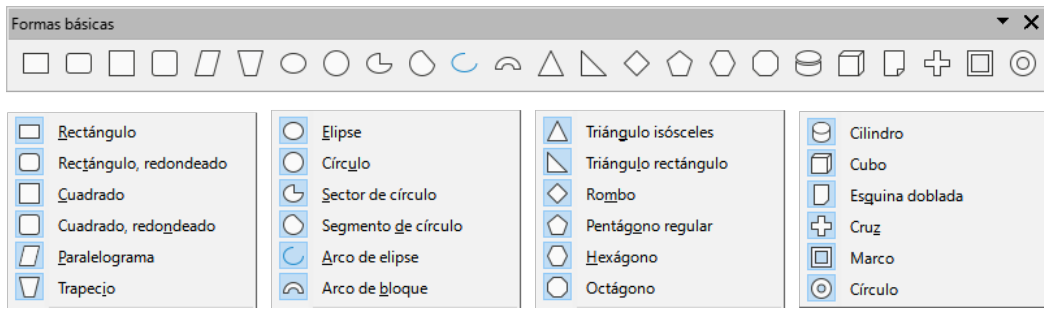 Formas básicas
Rectángulo
Rectángulo, redondeado
Cuadrado
Cuadrado, redondeado
Paralelograma
Trapecio
Elipse
Círculo
Sector de círculo
Segmento de círculo
Arco de elipse
Arco de bloque
Triángulo isósceles
Triángulo rectángulo
Rombo
Pentágono regular
Hexágono
Octágono
Cilindro
Cubo
Esquina doblada
Cruz
Marco
Círculo